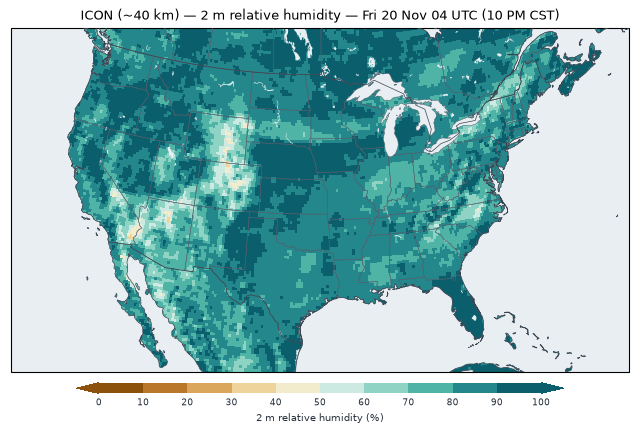 ICON (~40 km) — 2 m relative humidity — Fri 20 Nov 04 UTC (10 PM CST)
0 10 20 30 40 50 60 70 80 90 100
2 m relative humidity (%)